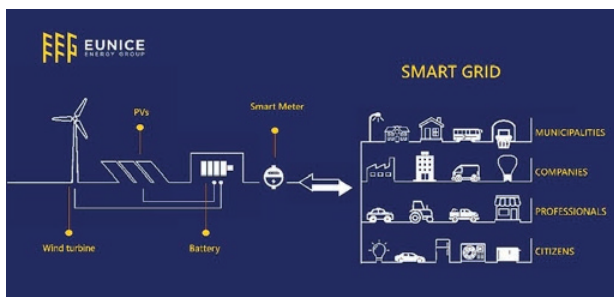 EUNICE
ENERGY GROUP
SMART GRID
PVs
Smart Meter
MUNICIPALITIES
COMPANIES
PROFESSIONALS
CITIZENS
Wind turbine
Battery